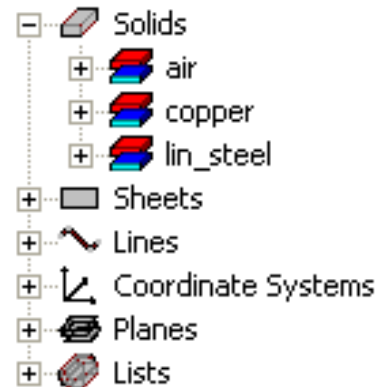 Solids
air
copper
lin_steel
Sheets
Lines
Coordinate Systems
Planes
Lists